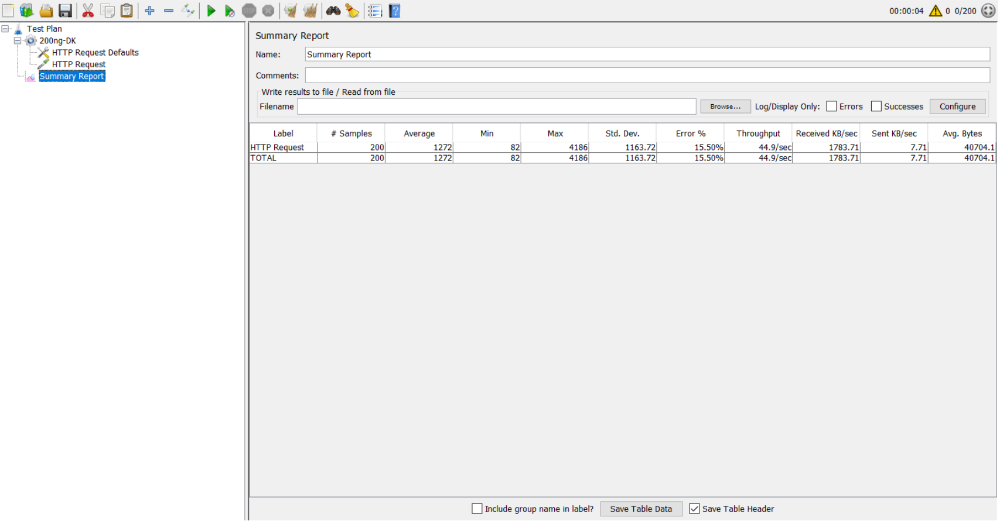 STOP
00:00:04 0 0/200
Test Plan
200ng-DK
HTTP Request Defaults
HTTP Request
Summary Report
Summary Report
Name: Summary Report
Comments:
Write results to file / Read from file
Filename Browse... Log/Display Only: Errors Successes Configure
Label # Samples Average Min Max Std. Dev. Error % Throughput Received KB/sec Sent KB/sec Avg. Bytes
HTTP Request 200 1272 82 4186 1163.72 15.50% 44.9/sec 1783.71 7.71 40704.1
TOTAL 200 1272 82 4186 1163.72 15.50% 44.9/sec 1783.71 7.71 40704.1
Include group name in label? Save Table Data Save Table Header